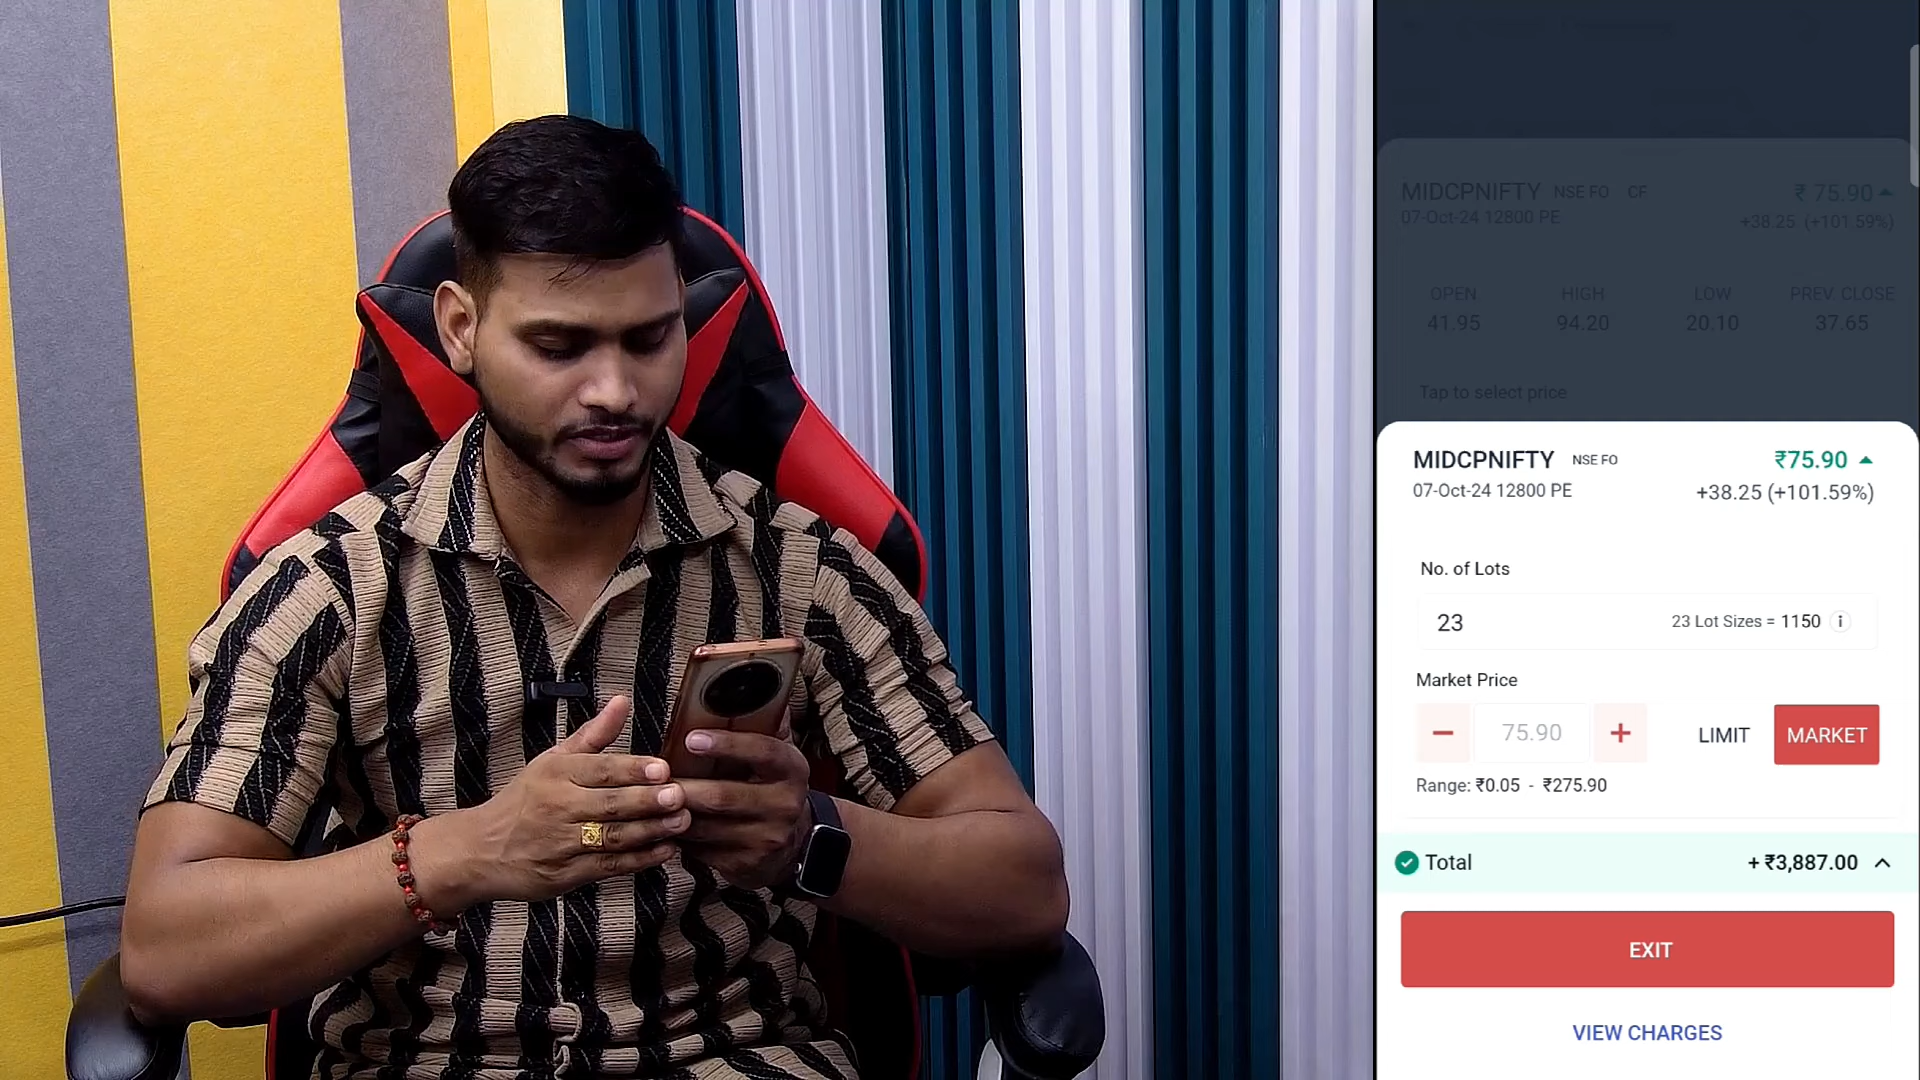 MIDCPNIFTY NSE FO CF ₹ 75.90
07-Oct-24 12800 PE +38.25 (+101.59%)
OPEN HIGH LOW PREV. CLOSE
41.95 94.20 20.10 37.65
Tap to select price
MIDCPNIFTY NSE FO ₹75.90
07-Oct-24 12800 PE +38.25 (+101.59%)
No. of Lots
23 23 Lot Sizes = 1150
Market Price
− 75.90 + LIMIT MARKET
Range: ₹0.05 - ₹275.90
Total + ₹3,887.00
EXIT
VIEW CHARGES